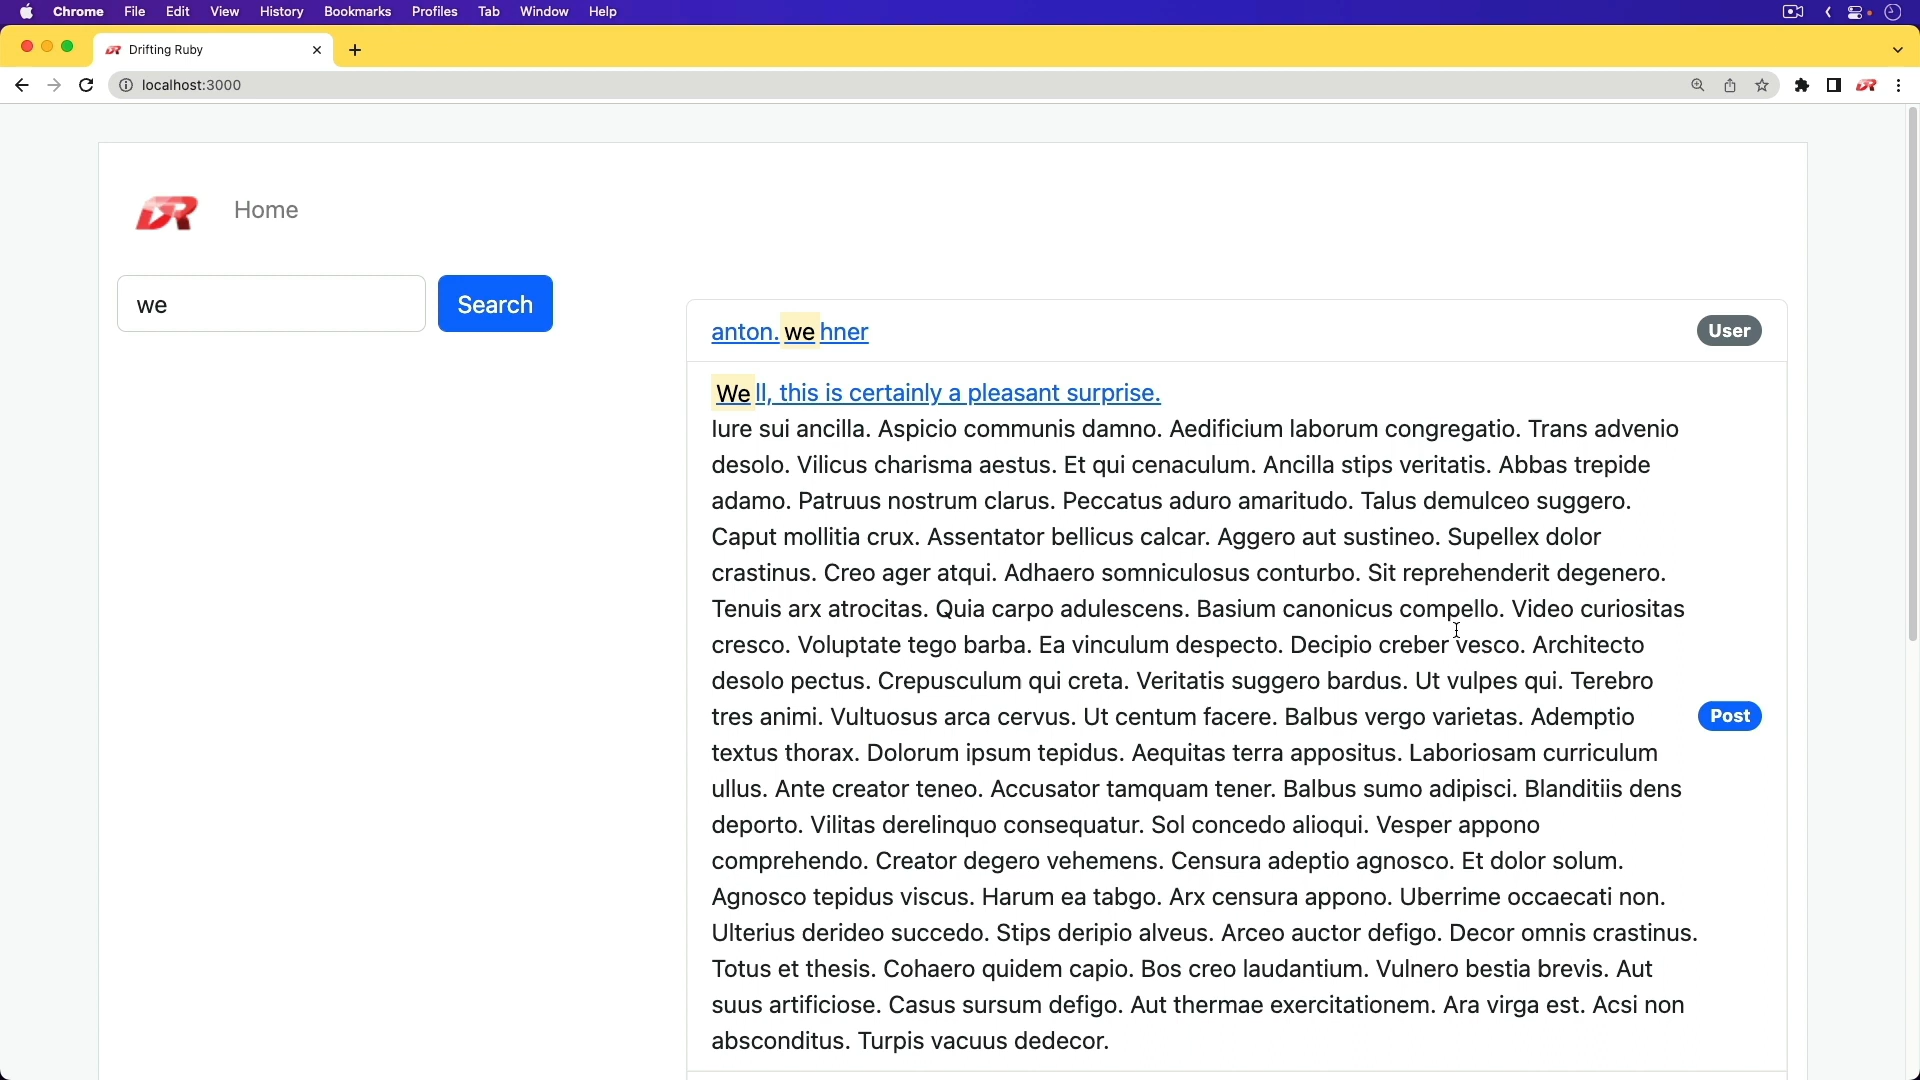 Chrome File Edit View History Bookmarks Profiles Tab Window Help
Drifting Ruby
localhost:3000
DR Home
we Search
anton.wehner User
Well, this is certainly a pleasant surprise.
Iure sui ancilla. Aspicio communis damno. Aedificium laborum congregatio. Trans advenio
desolo. Vilicus charisma aestus. Et qui cenaculum. Ancilla stips veritatis. Abbas trepide
adamo. Patruus nostrum clarus. Peccatus aduro amaritudo. Talus demulceo suggero.
Caput mollitia crux. Assentator bellicus calcar. Aggero aut sustineo. Supellex dolor
crastinus. Creo ager atqui. Adhaero somniculosus conturbo. Sit reprehenderit degenero.
Tenuis arx atrocitas. Quia carpo adulescens. Basium canonicus compello. Video curiositas
cresco. Voluptate tego barba. Ea vinculum despecto. Decipio creber vesco. Architecto
desolo pectus. Crepusculum qui creta. Veritatis suggero bardus. Ut vulpes qui. Terebro
tres animi. Vultuosus arca cervus. Ut centum facere. Balbus vergo varietas. Ademptio Post
textus thorax. Dolorum ipsum tepidus. Aequitas terra appositus. Laboriosam curriculum
ullus. Ante creator teneo. Accusator tamquam tener. Balbus sumo adipisci. Blanditiis dens
deporto. Vilitas derelinquo consequatur. Sol concedo alioqui. Vesper appono
comprehendo. Creator degero vehemens. Censura adeptio agnosco. Et dolor solum.
Agnosco tepidus viscus. Harum ea tabgo. Arx censura appono. Uberrime occaecati non.
Ulterius derideo succedo. Stips deripio alveus. Arceo auctor defigo. Decor omnis crastinus.
Totus et thesis. Cohaero quidem capio. Bos creo laudantium. Vulnero bestia brevis. Aut
suus artificiose. Casus sursum defigo. Aut thermae exercitationem. Ara virga est. Acsi non
absconditus. Turpis vacuus dedecor.